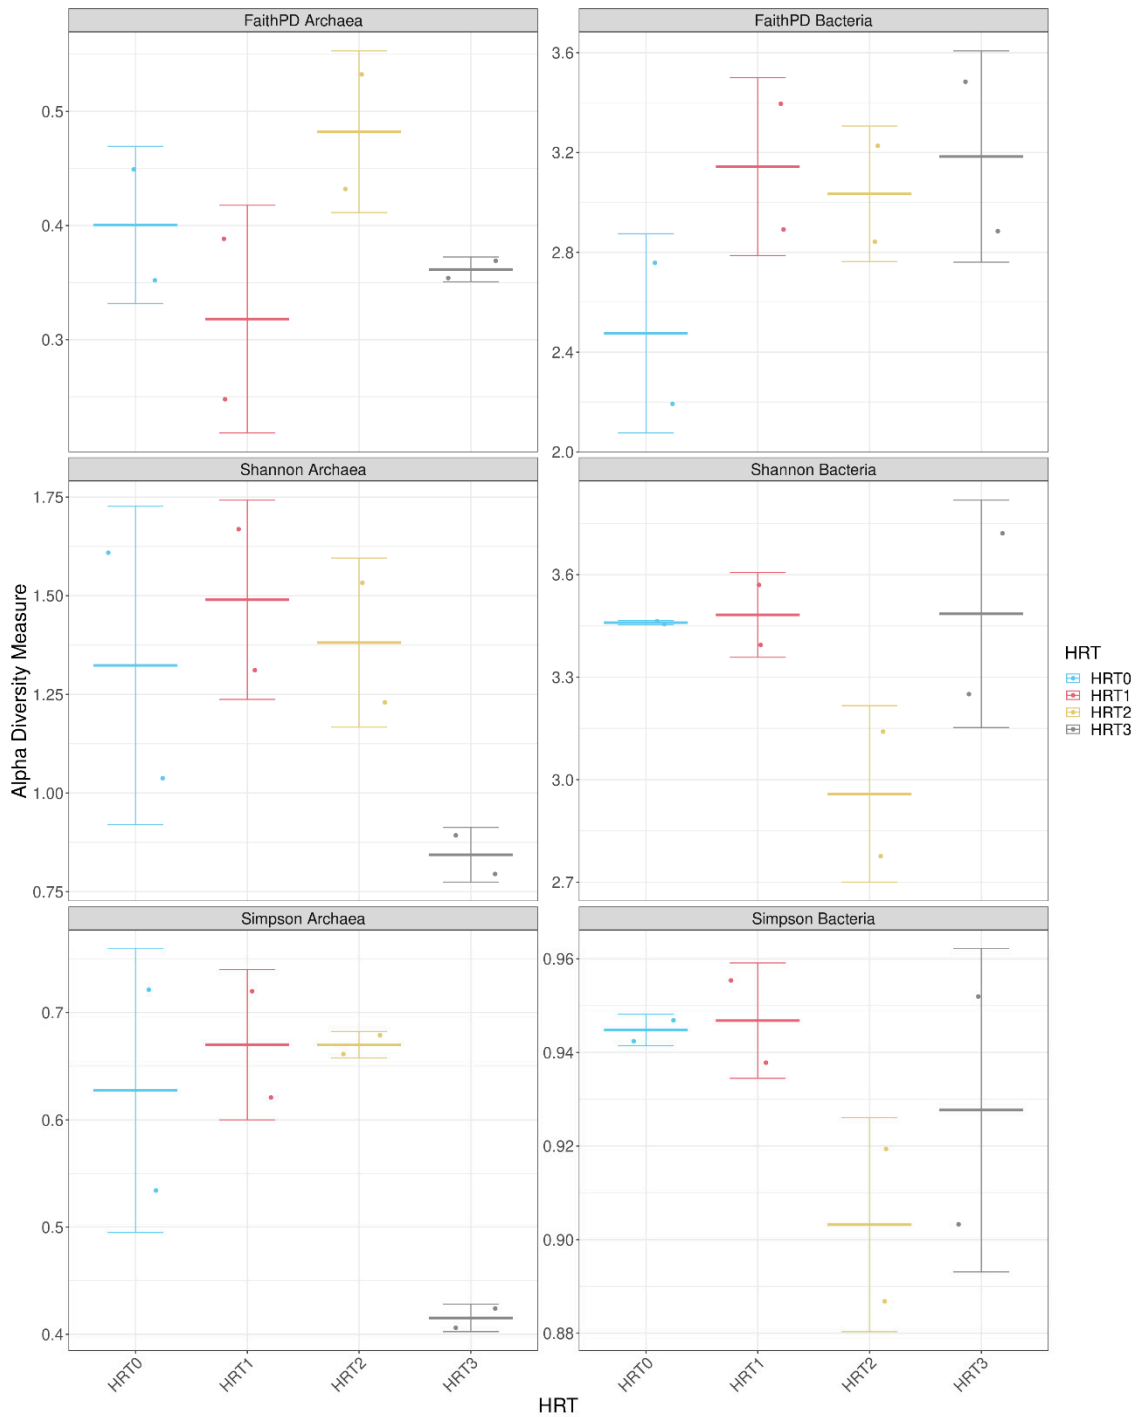 FaithPD Archaea
FaithPD Bacteria
0.5
0.4
0.3
3.6
3.2
2.8
2.4
2.0
Shannon Archaea
Shannon Bacteria
1.75
1.50
1.25
1.00
0.75
3.6
3.3
3.0
2.7
Alpha Diversity Measure
HRT
HRT0
HRT1
HRT2
HRT3
Simpson Archaea
Simpson Bacteria
0.7
0.6
0.5
0.4
0.96
0.94
0.92
0.90
0.88
HRT0
HRT1
HRT2
HRT3
HRT0
HRT1
HRT2
HRT3
HRT